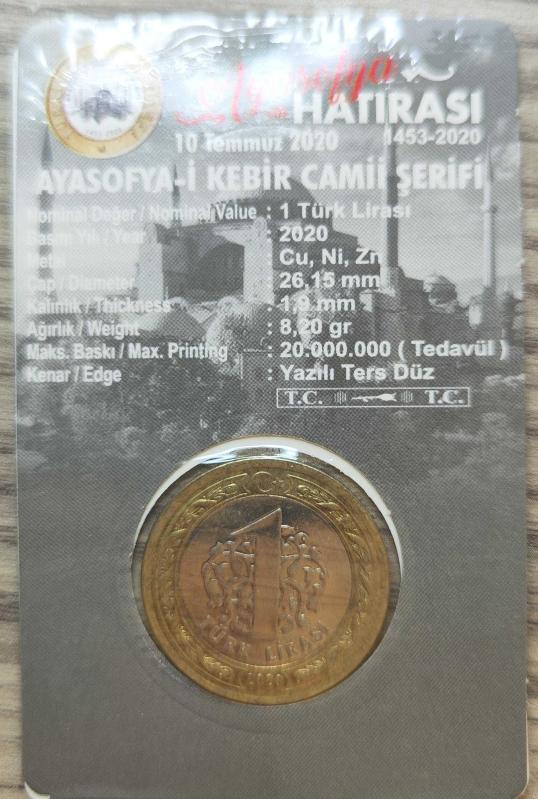 Ayasofya
HATIRASI
10 Temmuz 2020 1453-2020
AYASOFYA-İ KEBİR CAMİİ ŞERİFİ
Nominal Değer / Nominal Value : 1 Türk Lirası
Basım Yılı / Year : 2020
Metal : Cu, Ni, Zn
Çap / Diameter : 26,15 mm
Kalınlık / Thickness : 1,9 mm
Ağırlık / Weight : 8,20 gr
Maks. Baskı / Max. Printing : 20.000.000 ( Tedavül )
Kenar / Edge : Yazılı Ters Düz
T.C. T.C.
1
TÜRK LİRASI
2020